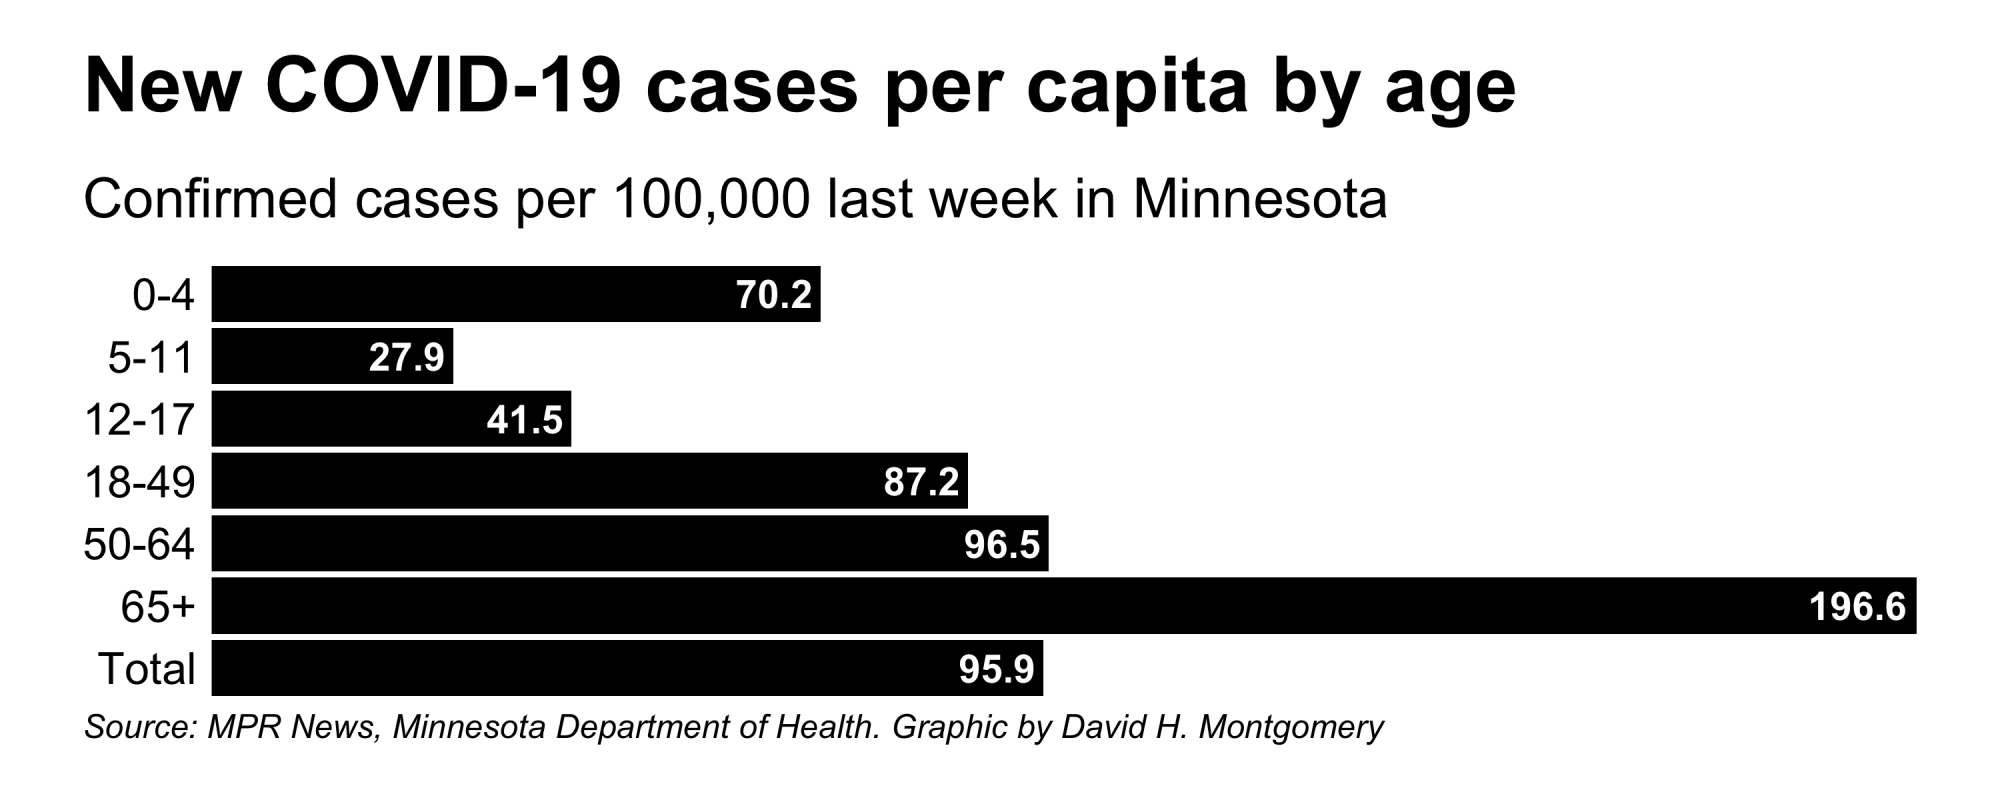 New COVID-19 cases per capita by age
Confirmed cases per 100,000 last week in Minnesota
0-4 70.2
5-11 27.9
12-17 41.5
18-49 87.2
50-64 96.5
65+ 196.6
Total 95.9
Source: MPR News, Minnesota Department of Health. Graphic by David H. Montgomery